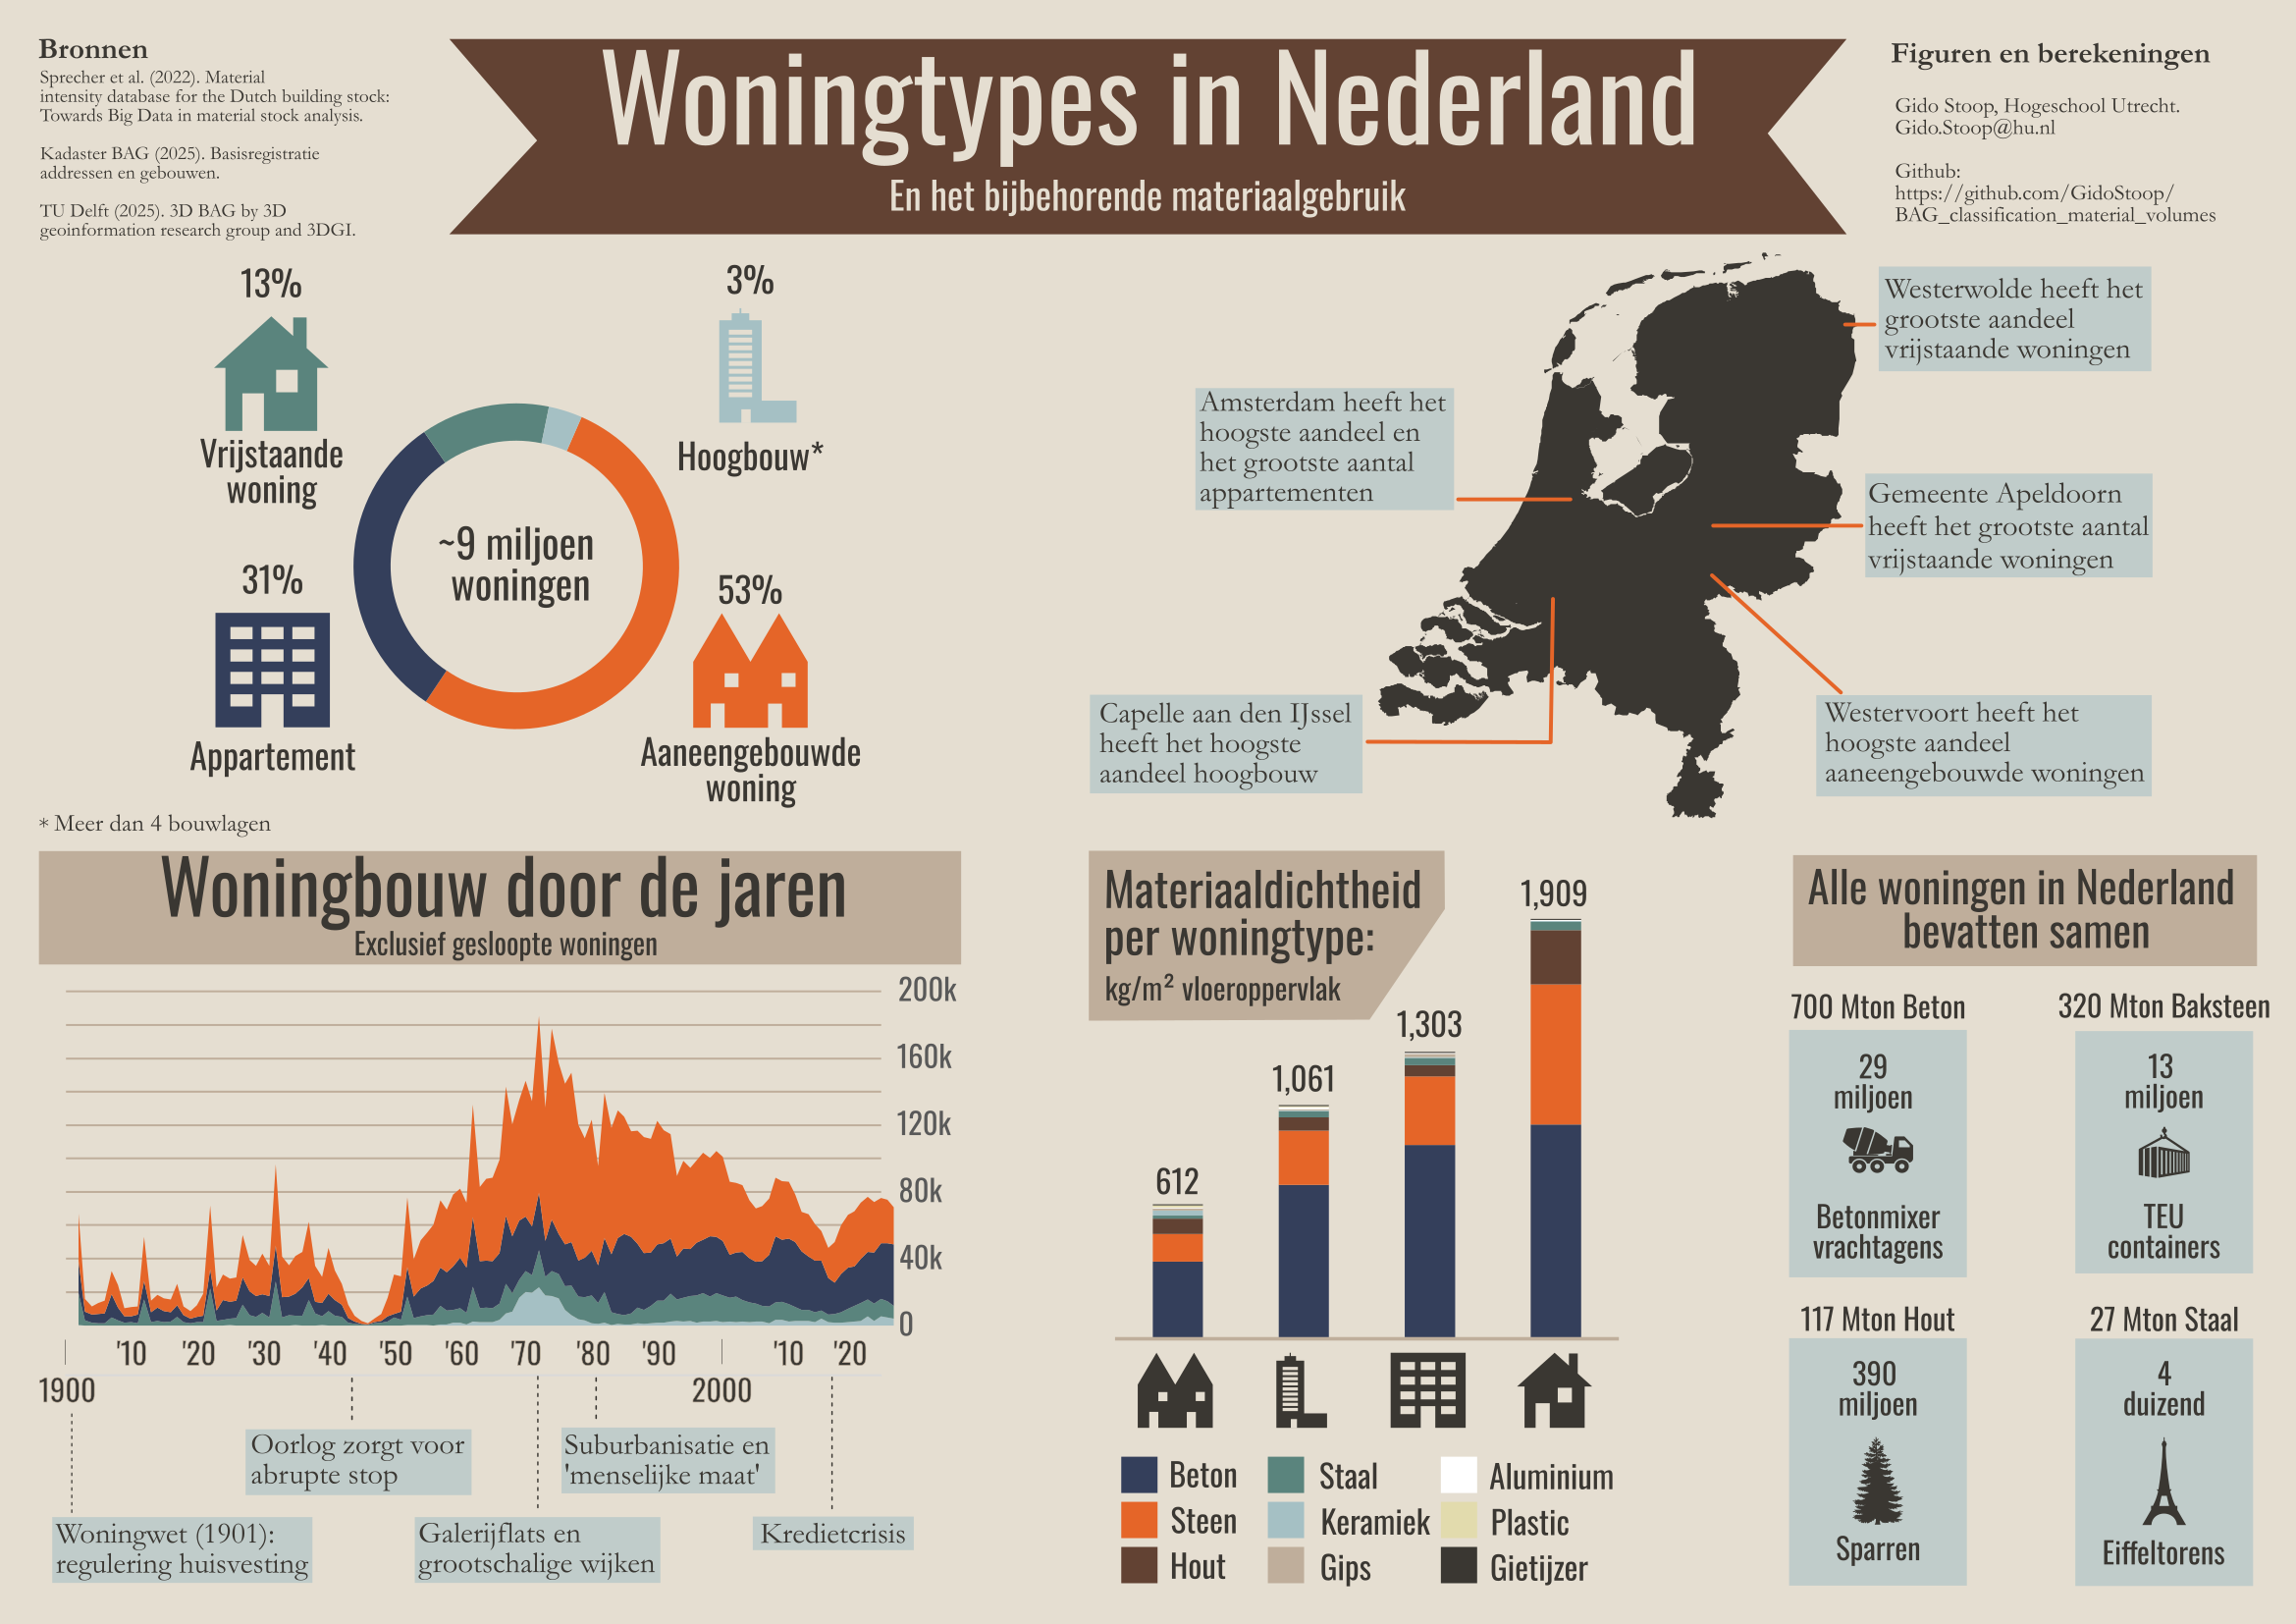 Bronnen
Sprecher et al. (2022). Material
intensity database for the Dutch building stock:
Towards Big Data in material stock analysis.
Kadaster BAG (2025). Basisregistratie
addressen en gebouwen.
TU Delft (2025). 3D BAG by 3D
geoinformation research group and 3DGI.
Woningtypes in Nederland
En het bijbehorende materiaalgebruik
Figuren en berekeningen
Gido Stoop, Hogeschool Utrecht.
Gido.Stoop@hu.nl
Github:
https://github.com/GidoStoop/
BAG_classification_material_volumes
13%
Vrijstaande
woning
3%
Hoogbouw*
~9 miljoen
woningen
31%
Appartement
53%
Aaneengebouwde
woning
* Meer dan 4 bouwlagen
Westerwolde heeft het
grootste aandeel
vrijstaande woningen
Amsterdam heeft het
hoogste aandeel en
het grootste aantal
appartementen
Gemeente Apeldoorn
heeft het grootste aantal
vrijstaande woningen
Capelle aan den IJssel
heeft het hoogste
aandeel hoogbouw
Westervoort heeft het
hoogste aandeel
aaneengebouwde woningen
Woningbouw door de jaren
Exclusief gesloopte woningen
200k
160k
120k
80k
40k
0
'10 '20 '30 '40 '50 '60 '70 '80 '90 '10 '20
1900 2000
Oorlog zorgt voor
abrupte stop
Suburbanisatie en
'menselijke maat'
Woningwet (1901):
regulering huisvesting
Galerijflats en
grootschalige wijken
Kredietcrisis
Materiaaldichtheid
per woningtype:
kg/m² vloeroppervlak
612
1,061
1,303
1,909
Beton
Steen
Hout
Staal
Keramiek
Gips
Aluminium
Plastic
Gietijzer
Alle woningen in Nederland
bevatten samen
700 Mton Beton
29
miljoen
Betonmixer
vrachtagens
320 Mton Baksteen
13
miljoen
TEU
containers
117 Mton Hout
390
miljoen
Sparren
27 Mton Staal
4
duizend
Eiffeltorens